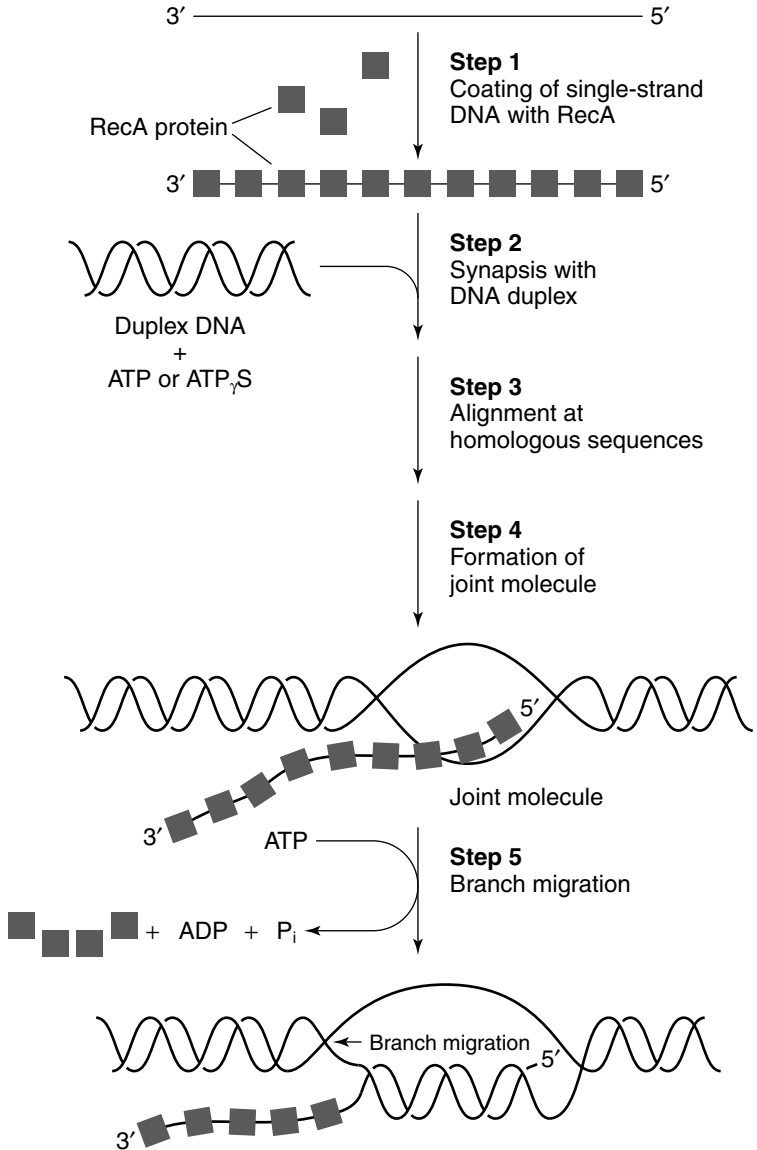 3′ 5′
Step 1
Coating of single-strand
DNA with RecA
RecA protein
3′ 5′
Step 2
Synapsis with
DNA duplex
Duplex DNA
+
ATP or ATPγS
Step 3
Alignment at
homologous sequences
Step 4
Formation of
joint molecule
5′
3′
Joint molecule
ATP
Step 5
Branch migration
+ ADP + Pi
Branch migration
5′
3′